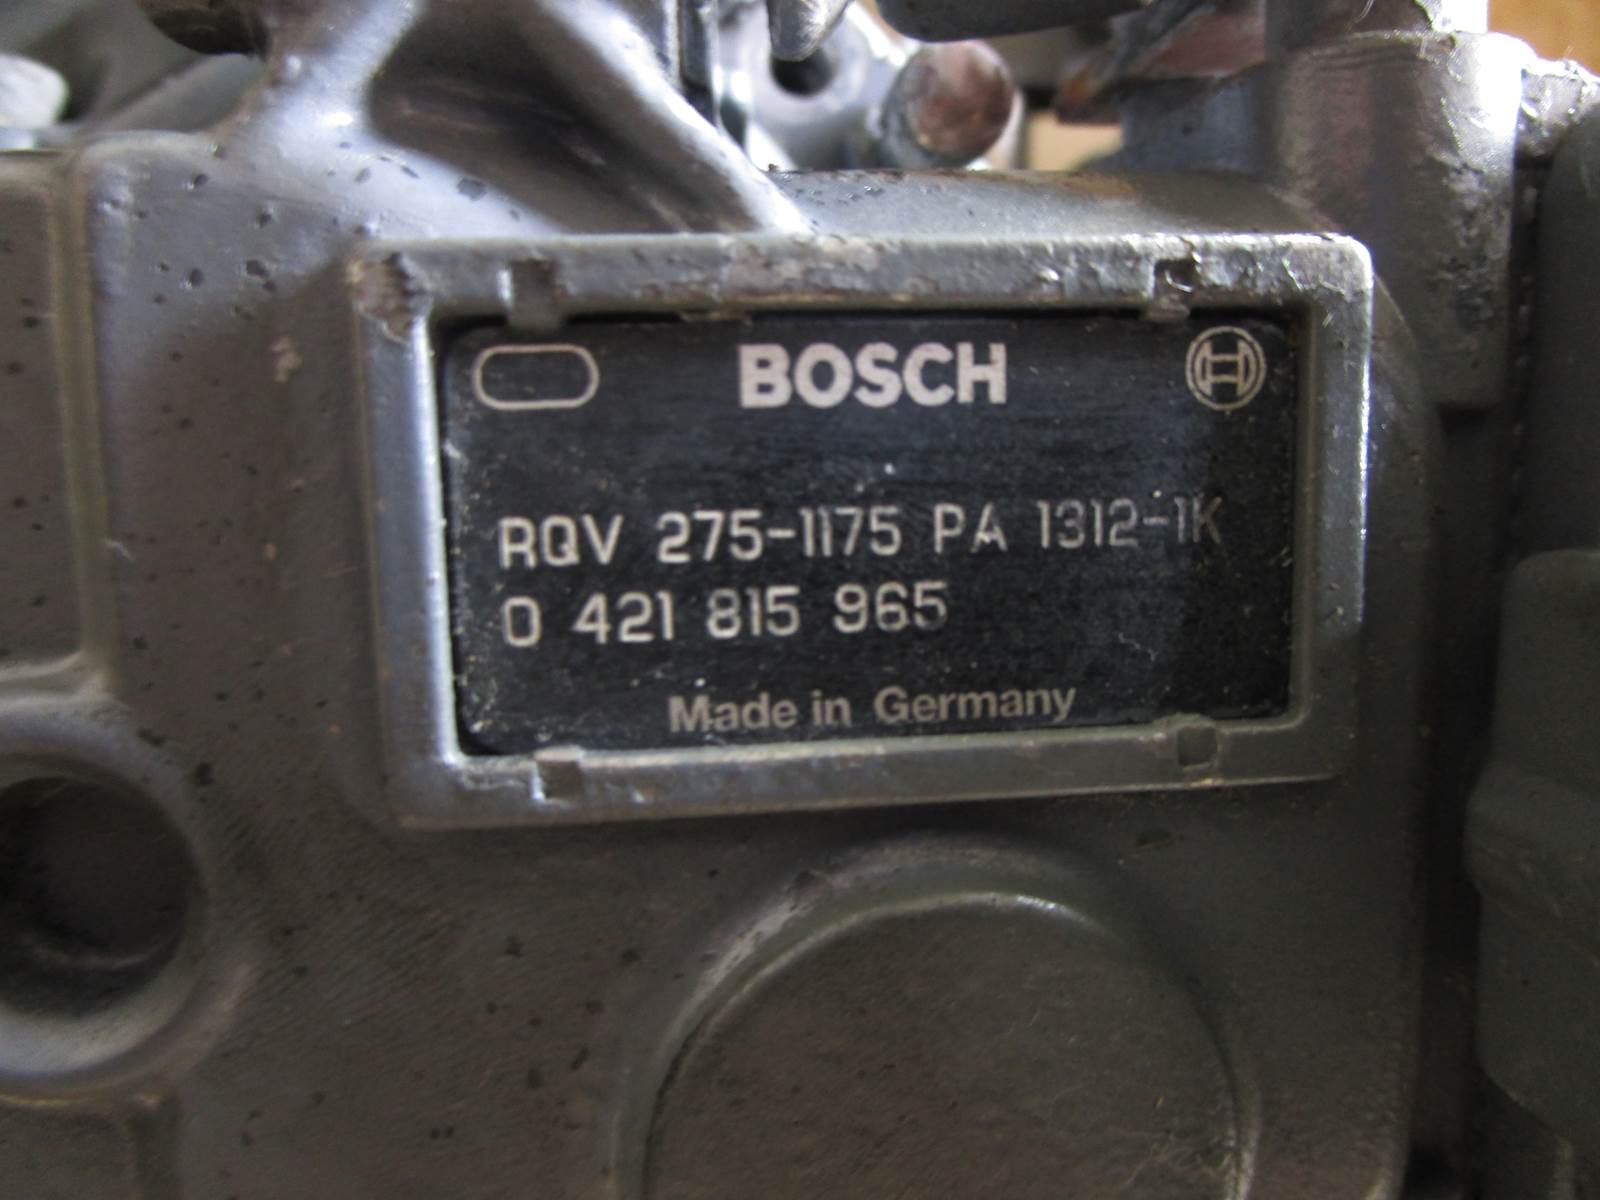 BOSCH
RQV 275-1175 PA 1312-1K
0 421 815 965
Made in Germany